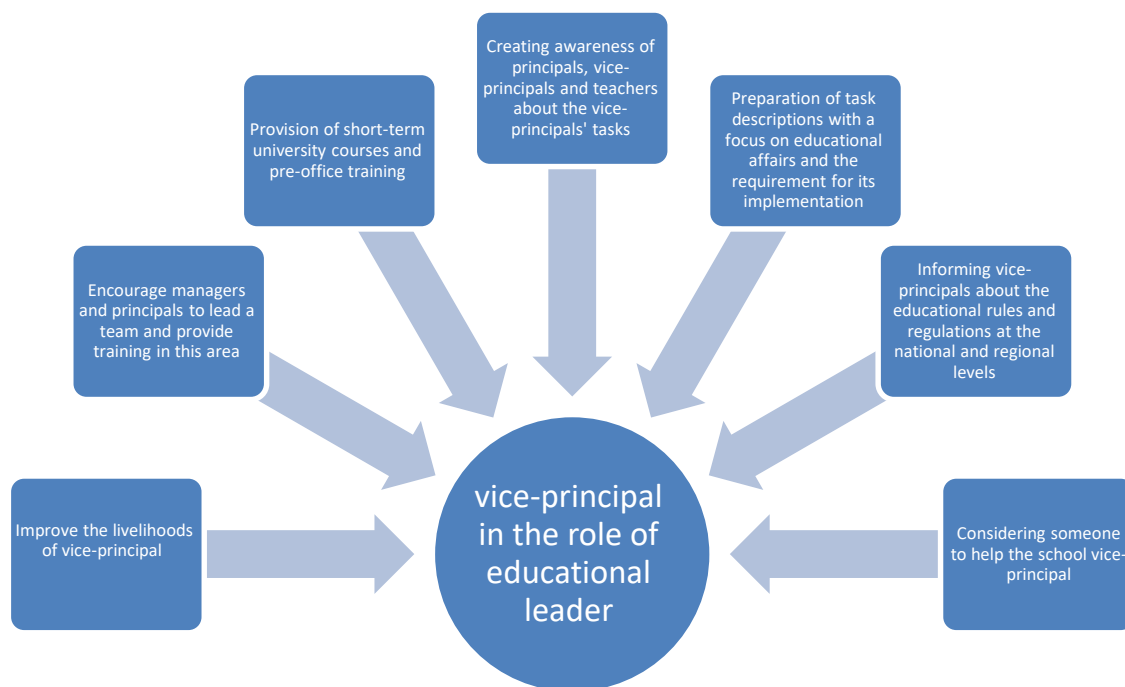 Creating awareness of
principals, vice-
principals and teachers
about the vice-
principals' tasks
Provision of short-term
university courses and
pre-office training
Preparation of task
descriptions with a
focus on educational
affairs and the
requirement for its
implementation
Encourage managers
and principals to lead a
team and provide
training in this area
Informing vice-
principals about the
educational rules and
regulations at the
national and regional
levels
Improve the livelihoods
of vice-principal
vice-principal
in the role of
educational
leader
Considering someone
to help the school vice-
principal